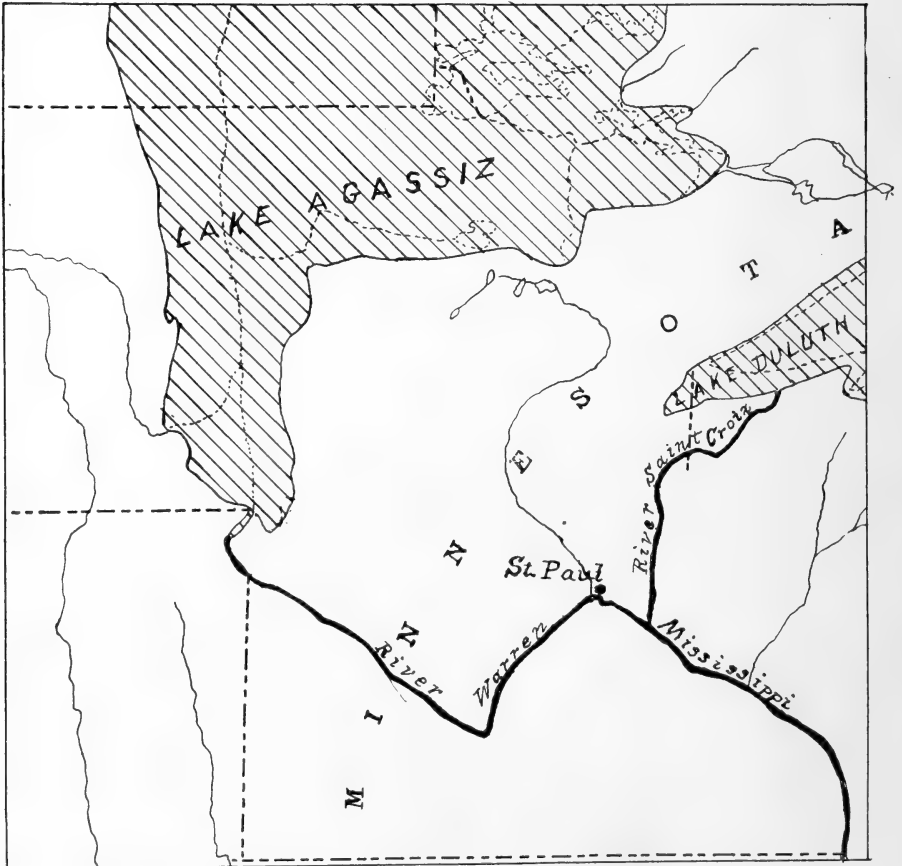 LAKE AGASSIZ
LAKE DULUTH
MINNESOTA
River Saint Croix
St. Paul
River Warren
Mississippi